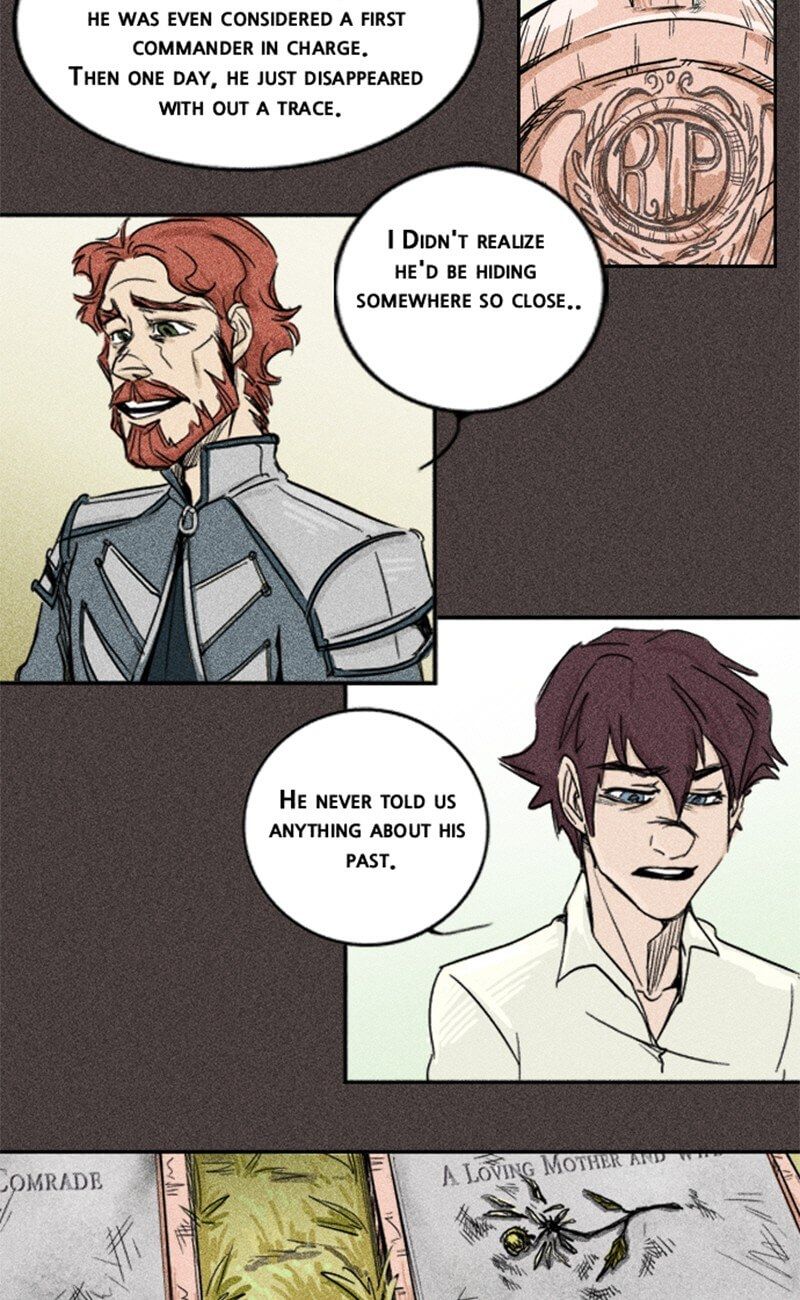 HE WAS EVEN CONSIDERED A FIRST
COMMANDER IN CHARGE.
THEN ONE DAY, HE JUST DISAPPEARED
WITH OUT A TRACE.
RIP
I DIDN'T REALIZE
HE'D BE HIDING
SOMEWHERE SO CLOSE..
HE NEVER TOLD US
ANYTHING ABOUT HIS
PAST.
COMRADE
A LOVING MOTHER AND